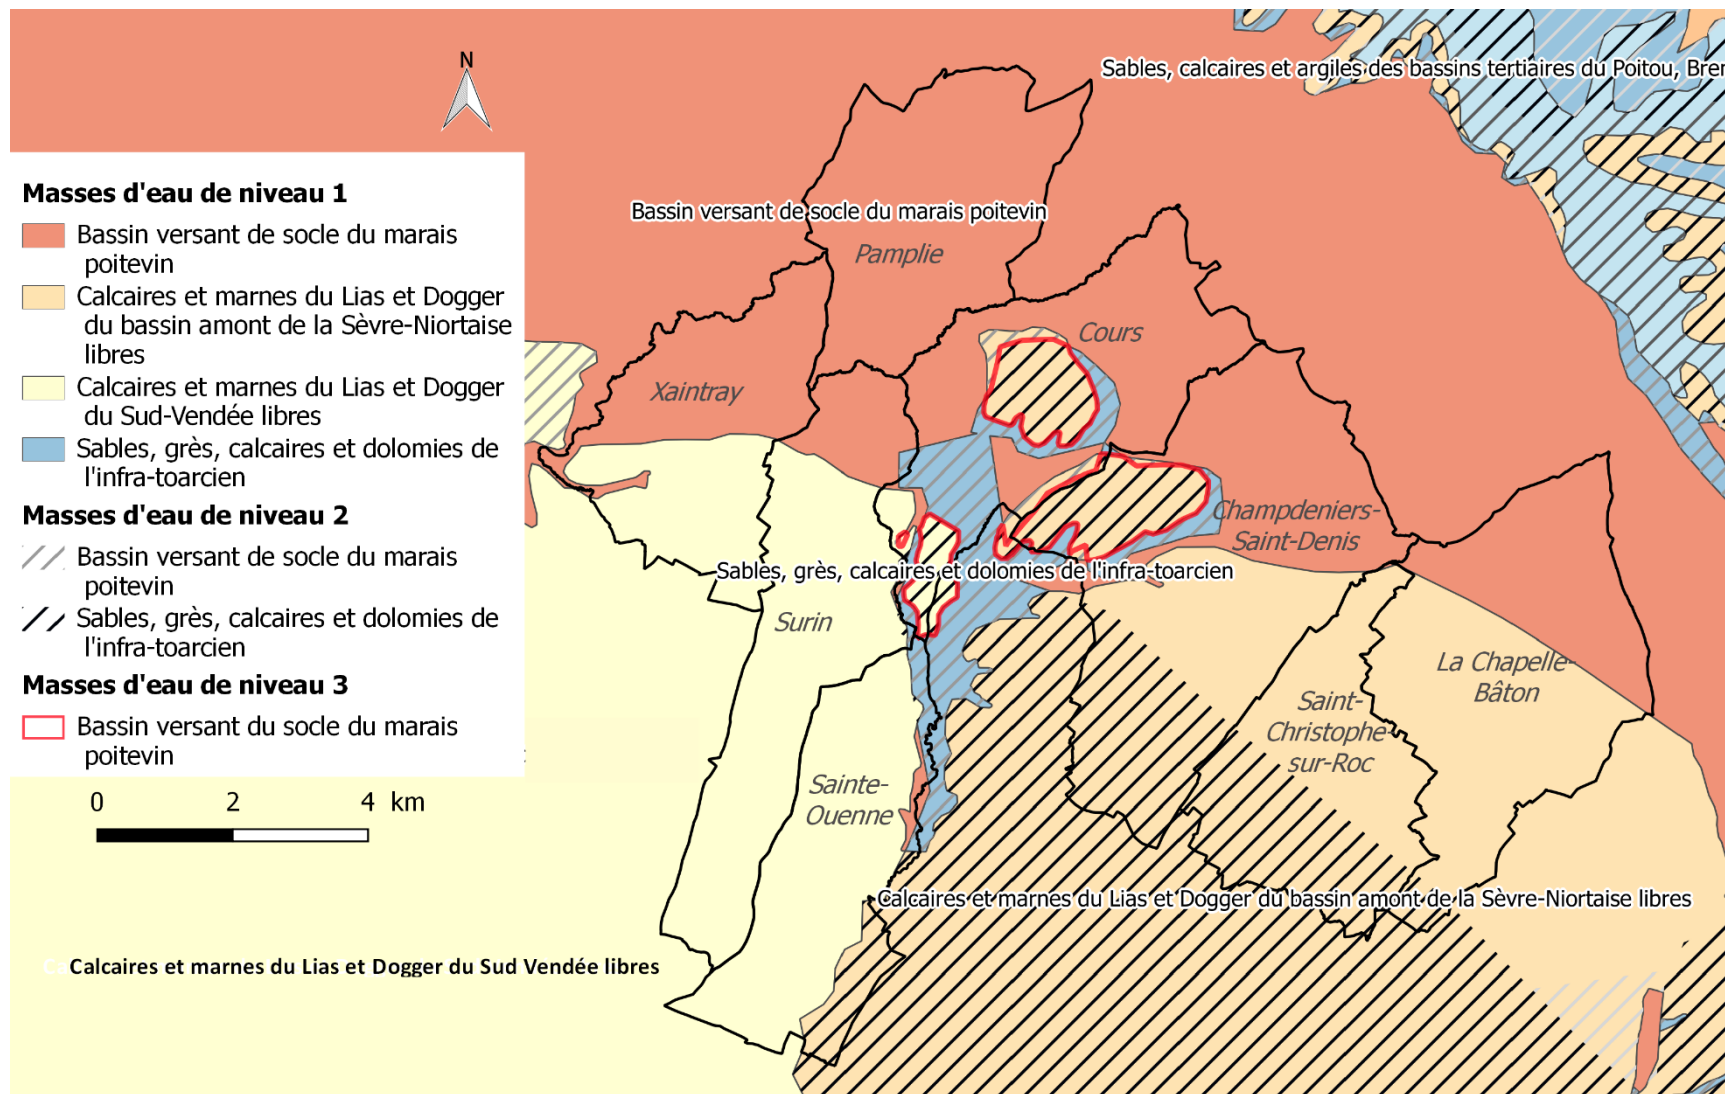 Sables, calcaires et argiles des bassins tertiaires du Poitou, Bren
N
Masses d'eau de niveau 1
Bassin versant de socle du marais
poitevin
Calcaires et marnes du Lias et Dogger
du bassin amont de la Sèvre-Niortaise
libres
Calcaires et marnes du Lias et Dogger
du Sud-Vendée libres
Sables, grès, calcaires et dolomies de
l'infra-toarcien
Masses d'eau de niveau 2
Bassin versant de socle du marais
poitevin
Sables, grès, calcaires et dolomies de
l'infra-toarcien
Masses d'eau de niveau 3
Bassin versant du socle du marais
poitevin
0 2 4 km
Bassin versant de socle du marais poitevin
Pamplie
Cours
Xaintray
Champdeniers-
Saint-Denis
Sables, grès, calcaires et dolomies de l'infra-toarcien
Surin
La Chapelle-
Bâton
Saint-
Christophe
sur-Roc
Sainte-
Ouenne
Calcaires et marnes du Lias et Dogger du bassin amont de la Sèvre-Niortaise libres
Calcaires et marnes du Lias et Dogger du Sud Vendée libres